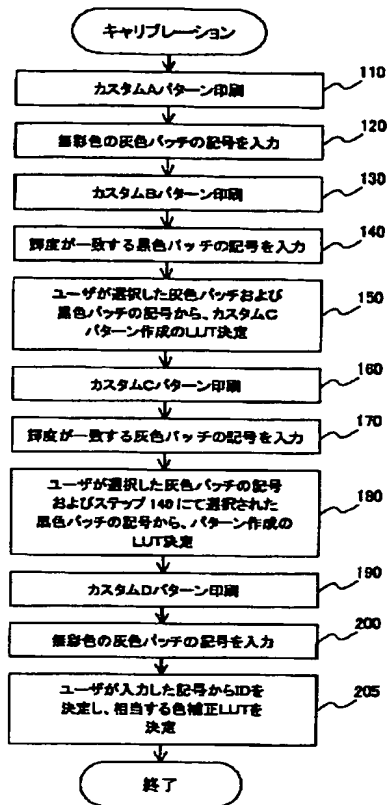 キャリブレーション
110
カスタムAパターン印刷
120
無彩色の灰色パッチの記号を入力
130
カスタムBパターン印刷
140
輝度が一致する黒色パッチの記号を入力
150
ユーザが選択した灰色パッチおよび
黒色パッチの記号から、カスタムC
パターン作成のLUT決定
160
カスタムCパターン印刷
170
輝度が一致する灰色パッチの記号を入力
180
ユーザが選択した灰色パッチの記号
およびステップ140にて選択された
黒色パッチの記号から、パターン作成の
LUT決定
190
カスタムDパターン印刷
200
無彩色の灰色パッチの記号を入力
205
ユーザが入力した記号からIDを
決定し、相当する色補正LUTを
決定
終了